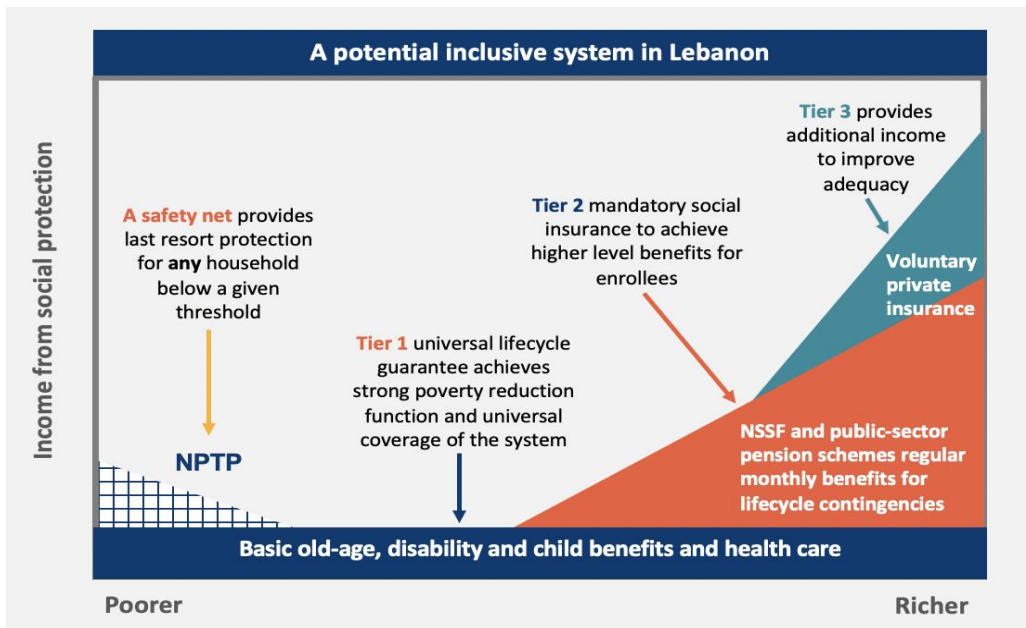 A potential inclusive system in Lebanon
Income from social protection
A safety net provides
last resort protection
for any household
below a given
threshold
NPTP
Tier 1 universal lifecycle
guarantee achieves
strong poverty reduction
function and universal
coverage of the system
Tier 2 mandatory social
insurance to achieve
higher level benefits for
enrollees
Tier 3 provides
additional income
to improve
adequacy
Voluntary
private
insurance
NSSF and public-sector
pension schemes regular
monthly benefits for
lifecycle contingencies
Basic old-age, disability and child benefits and health care
Poorer
Richer